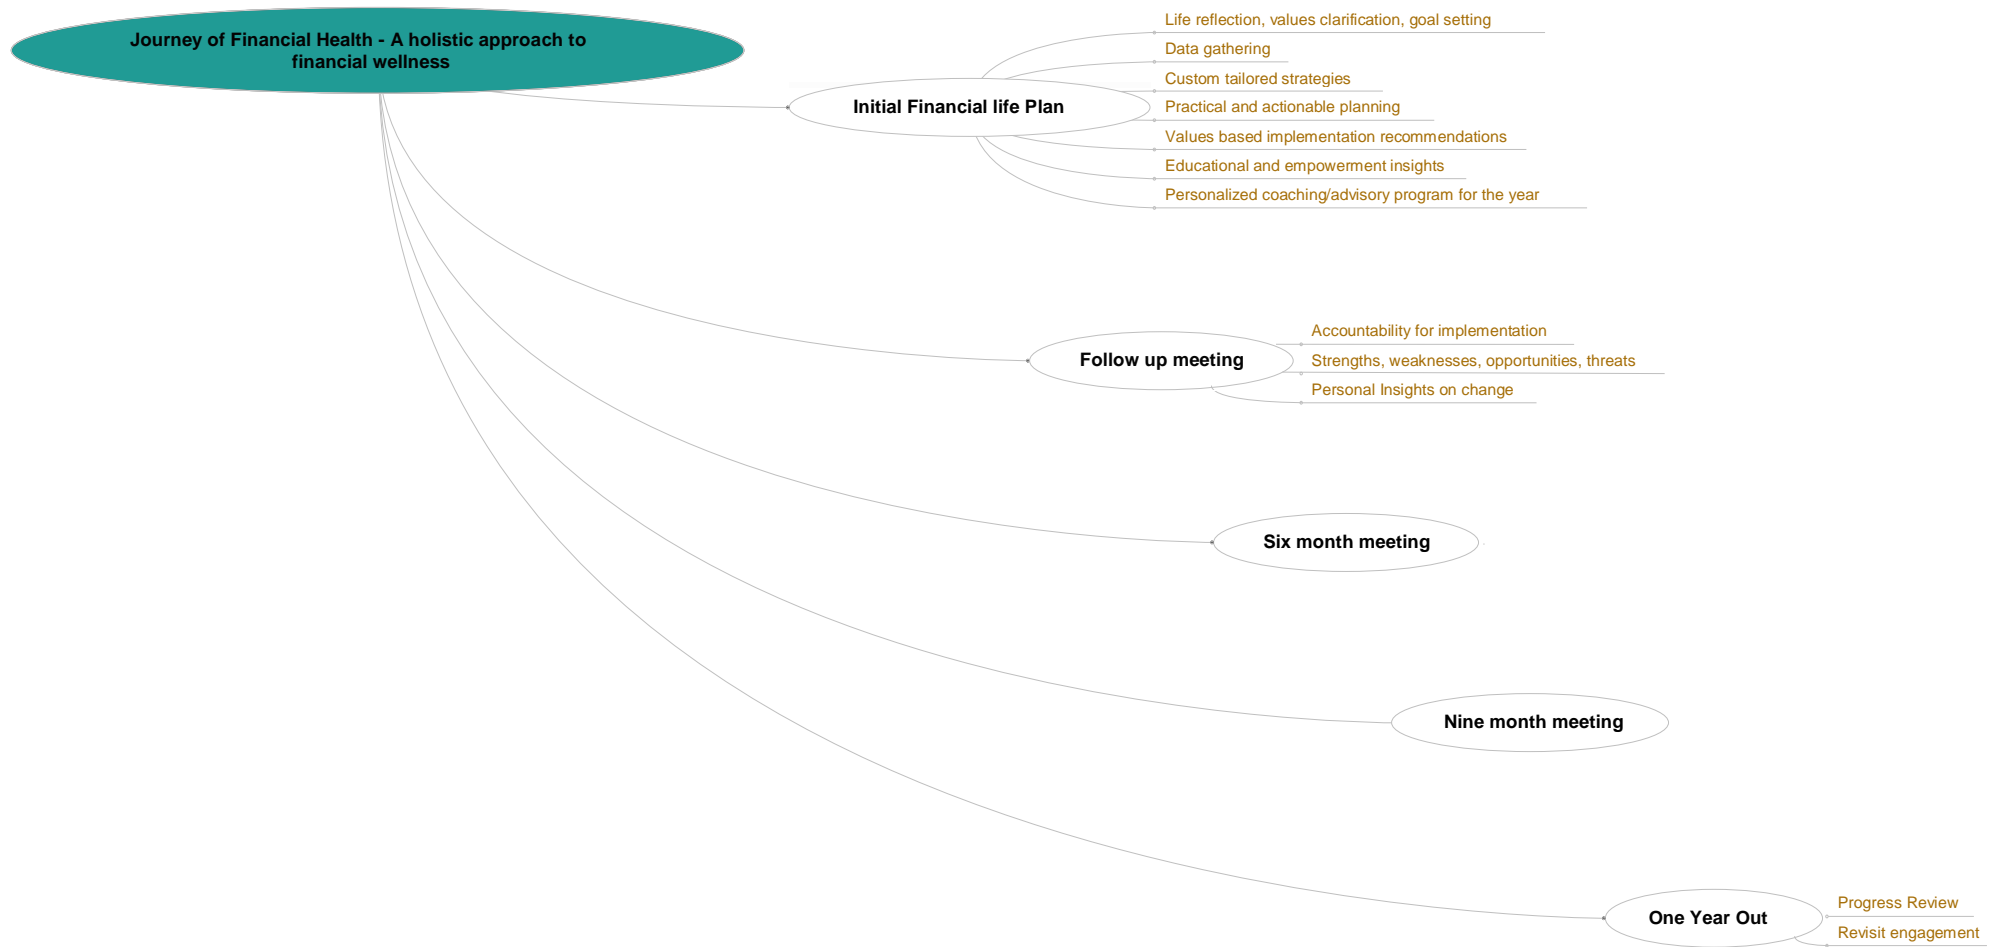 Journey of Financial Health - A holistic approach to
financial wellness
Initial Financial life Plan
Life reflection, values clarification, goal setting
Data gathering
Custom tailored strategies
Practical and actionable planning
Values based implementation recommendations
Educational and empowerment insights
Personalized coaching/advisory program for the year
Follow up meeting
Accountability for implementation
Strengths, weaknesses, opportunities, threats
Personal Insights on change
Six month meeting
Nine month meeting
One Year Out
Progress Review
Revisit engagement